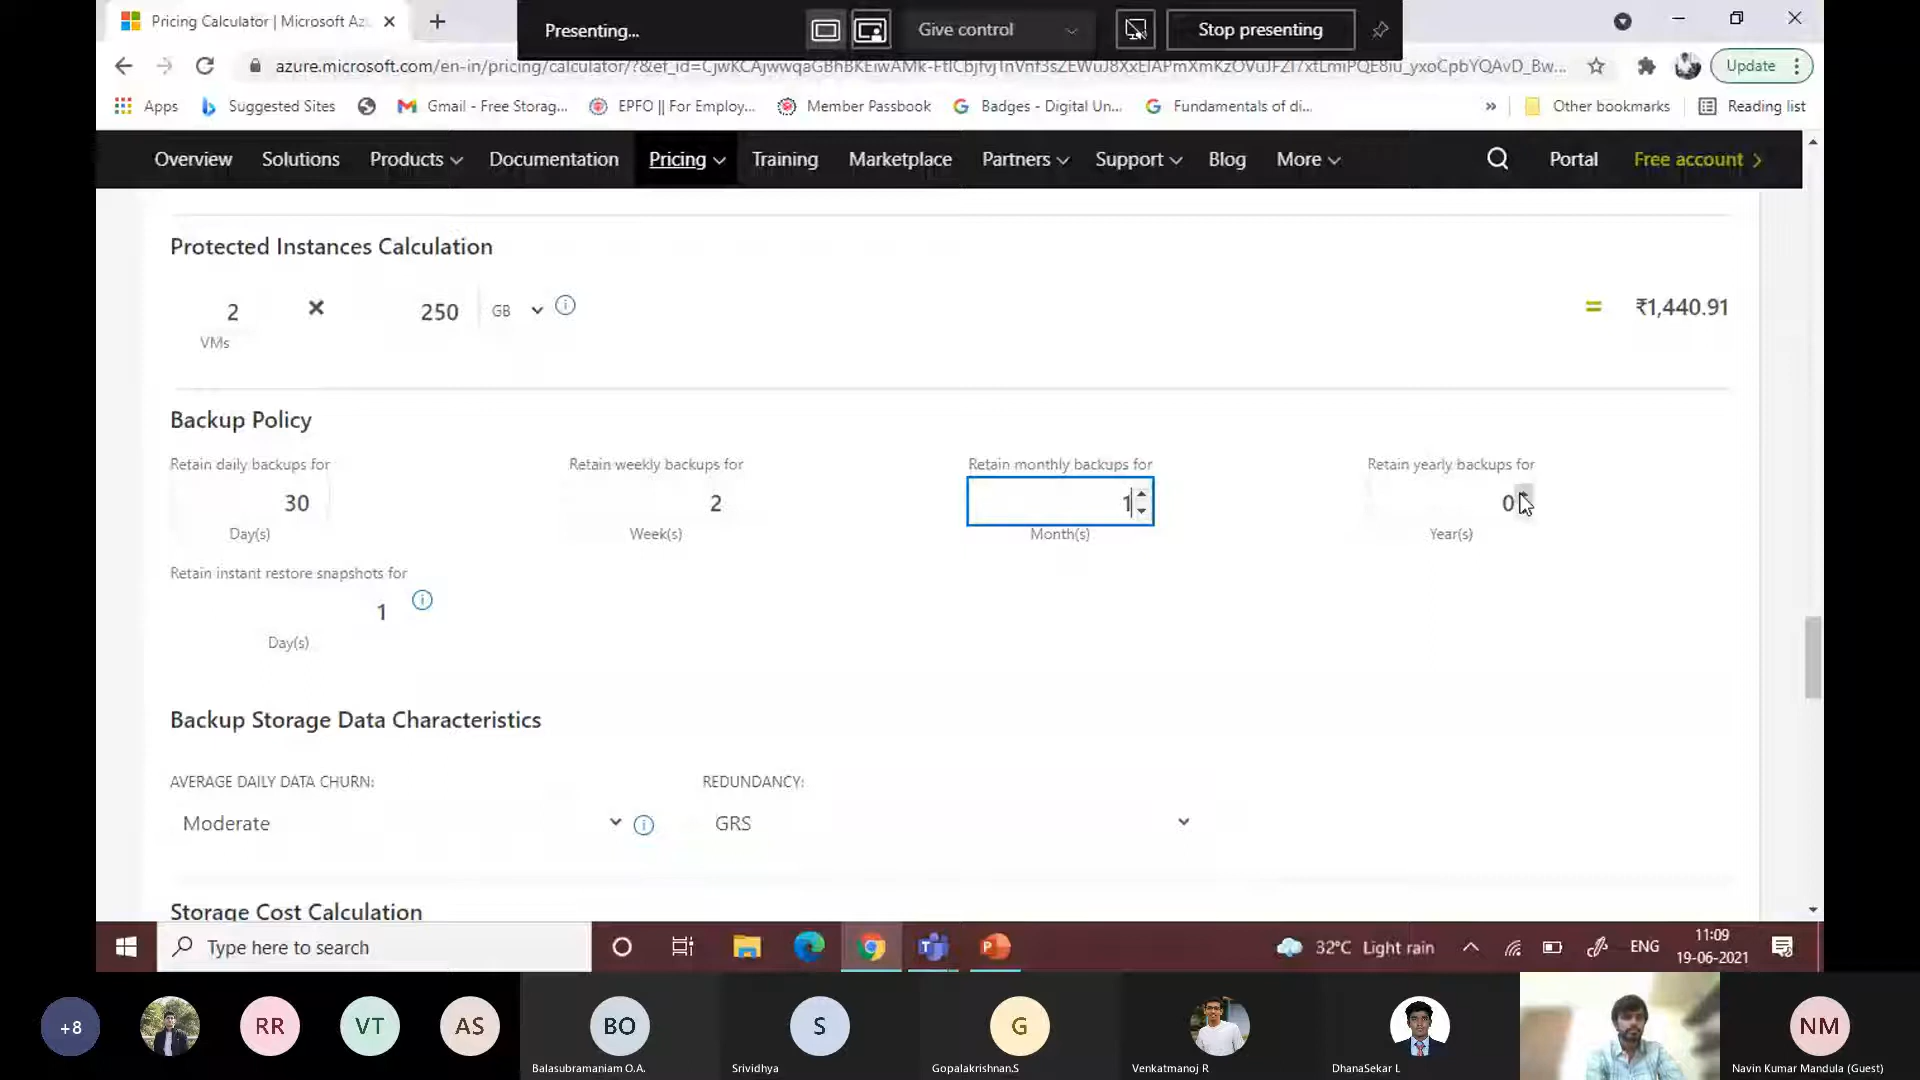 Pricing Calculator | Microsoft Az
Presenting...
Give control
Stop presenting
azure.microsoft.com/en-in/pricing/calculator/?&ef_id=
Update
Apps
Suggested Sites
Gmail - Free Storag...
EPFO || For Employ...
Member Passbook
Badges - Digital Un...
Fundamentals of di...
»
Other bookmarks
Reading list
Overview
Solutions
Products
Documentation
Pricing
Training
Marketplace
Partners
Support
Blog
More
Portal
Free account
Protected Instances Calculation
2
250
GB
= ₹1,440.91
VMs
Backup Policy
Retain daily backups for
Retain weekly backups for
Retain monthly backups for
Retain yearly backups for
30
2
1
0
Day(s)
Week(s)
Month(s)
Year(s)
Retain instant restore snapshots for
1
Day(s)
Backup Storage Data Characteristics
AVERAGE DAILY DATA CHURN:
REDUNDANCY:
Moderate
GRS
Storage Cost Calculation
Type here to search
32°C Light rain
ENG
11:09
19-06-2021
+8
RR
VT
AS
BO
S
G
NM
Balasubramaniam O.A.
Srividhya
Gopalakrishnan.S
Venkatmanoj R
DhanaSekar L
Navin Kumar Mandula (Guest)